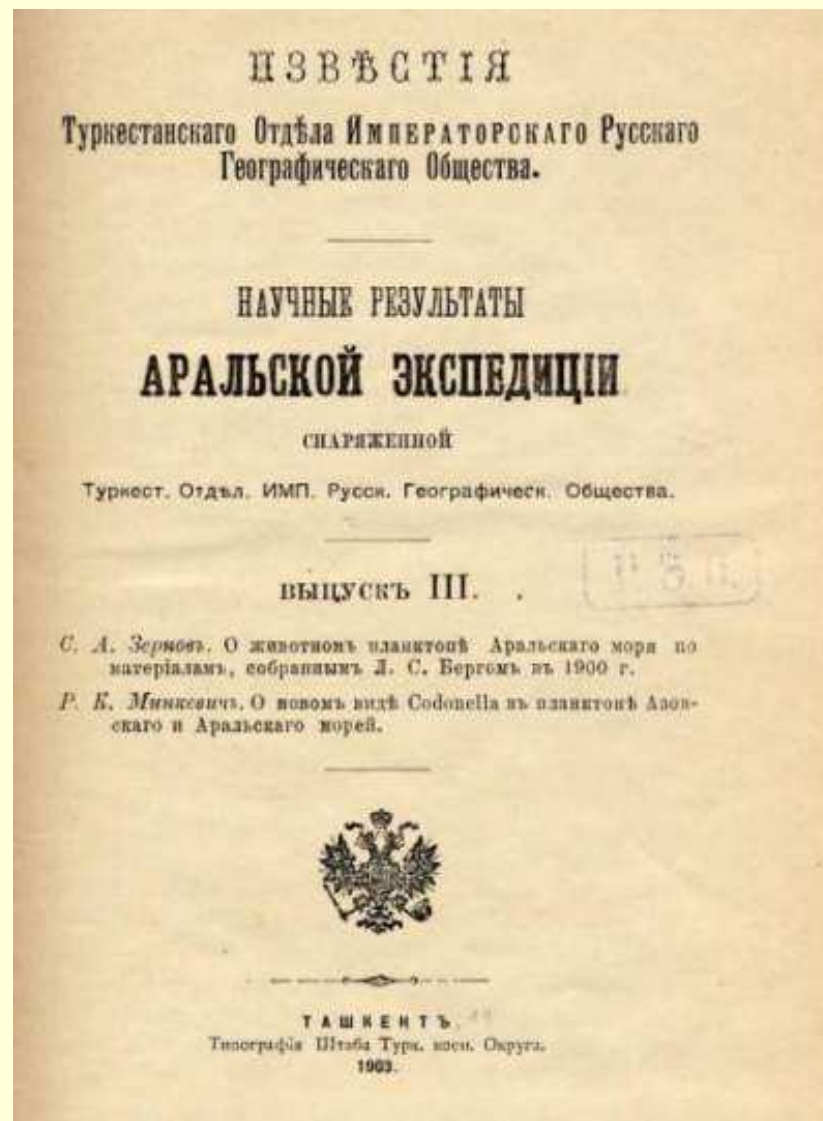 ИЗВѢСТІЯ
Туркестанскаго Отдѣла Императорскаго Русскаго
Географическаго Общества.
НАУЧНЫЕ РЕЗУЛЬТАТЫ
АРАЛЬСКОЙ ЭКСПЕДИЦІИ
СНАРЯЖЕННОЙ
Туркест. Отдѣл. ИМП. Русск. Географическ. Общества.
ВЫПУСКЪ III.
С. А. Зерновъ. О животномъ планктонѣ Аральскаго моря по
матеріаламъ, собраннымъ Л. С. Бергомъ въ 1900 г.
Р. К. Минкевичъ. О новомъ видѣ Codonella въ планктонѣ Азов-
скаго и Аральскаго морей.
ТАШКЕНТЪ
Типографія Штаба Турк. воен. Округа.
1903.